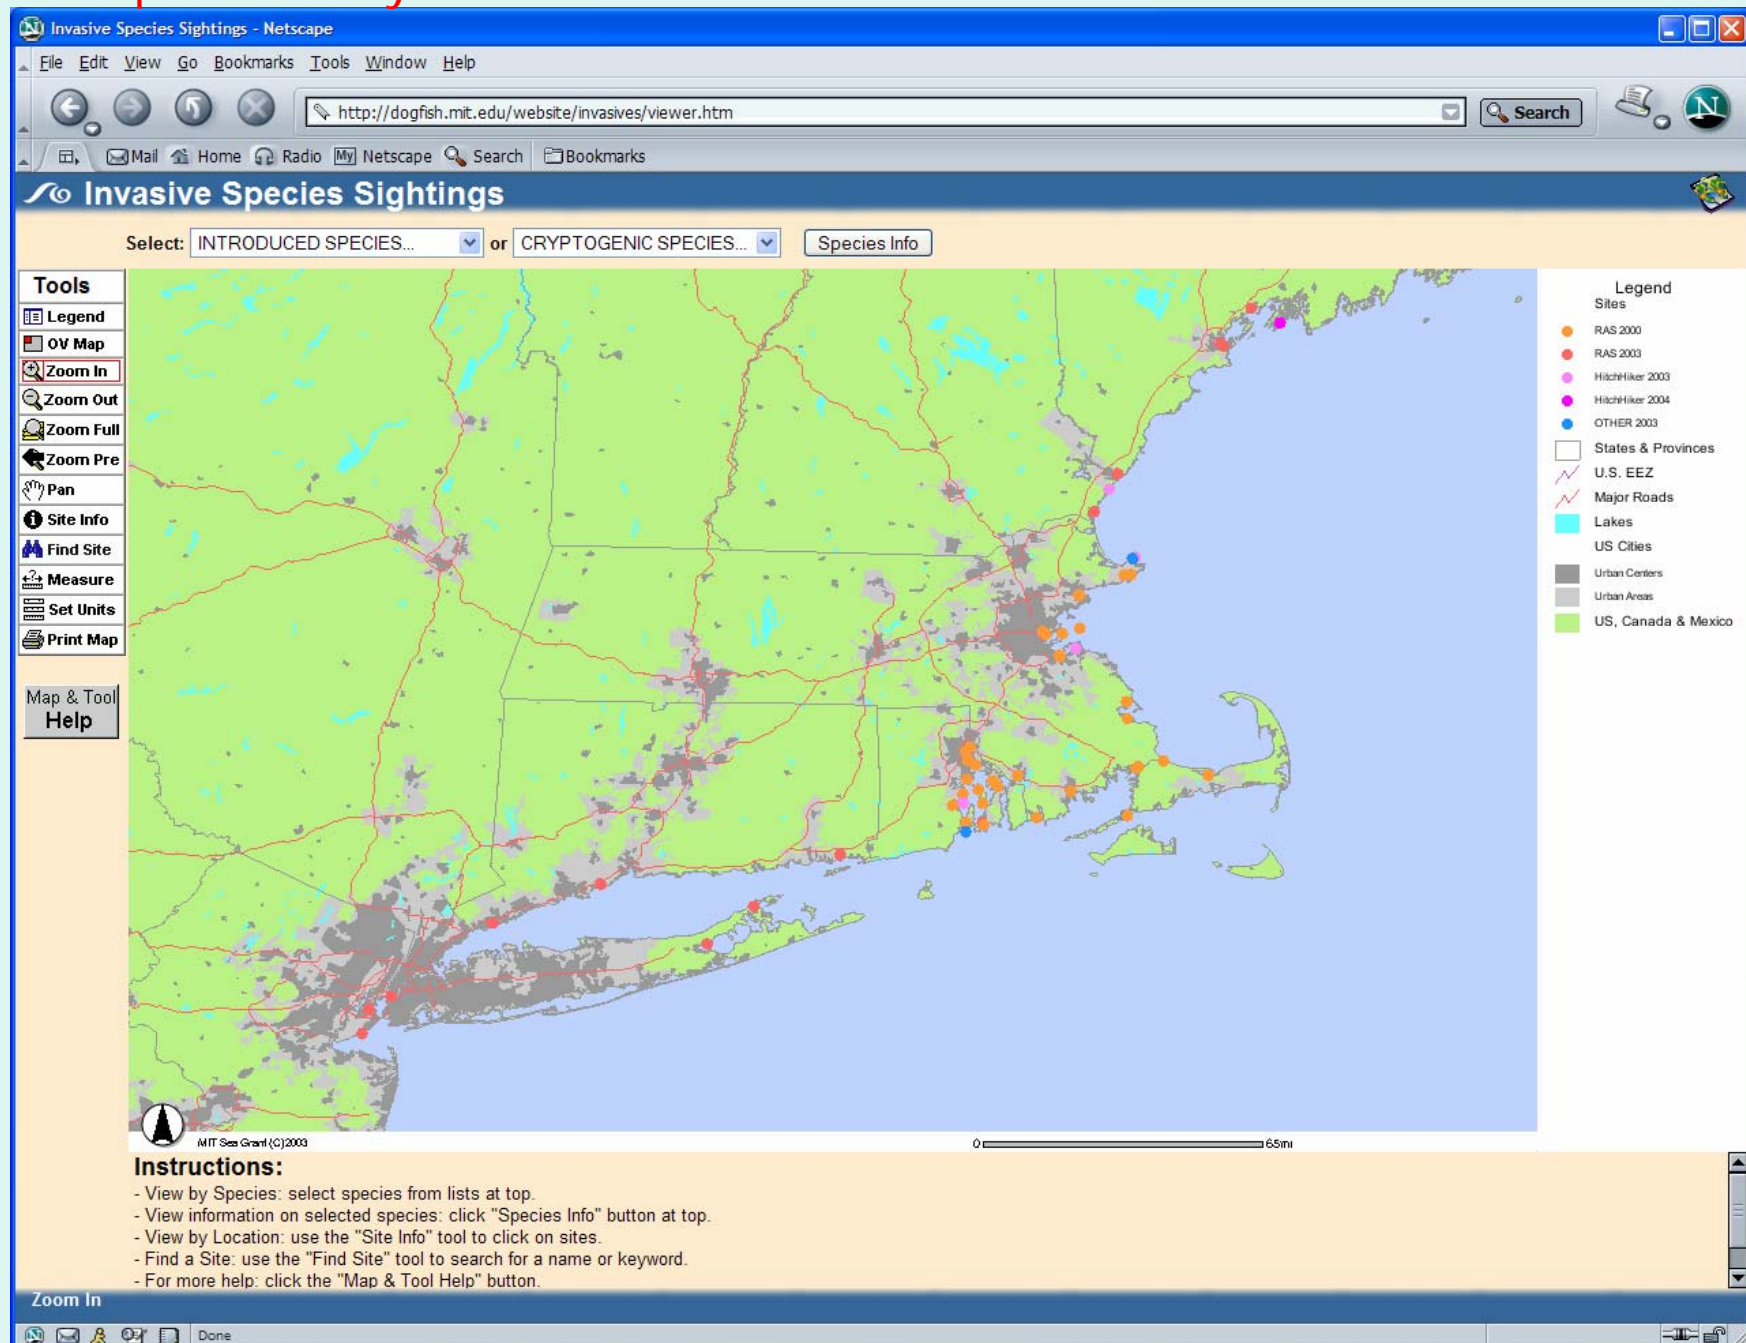 Invasive Species Sightings - Netscape
File Edit View Go Bookmarks Tools Window Help
http://dogfish.mit.edu/website/invasives/viewer.htm
Search
N
Mail Home Radio My Netscape Search Bookmarks
Invasive Species Sightings
Select: INTRODUCED SPECIES... or CRYPTOGENIC SPECIES... Species Info
Tools
Legend
OV Map
Zoom In
Zoom Out
Zoom Full
Zoom Pre
Pan
Site Info
Find Site
Measure
Set Units
Print Map
Map & Tool
Help
Legend
Sites
RAS 2000
RAS 2003
HitchHiker 2003
HitchHiker 2004
OTHER 2003
States & Provinces
U.S. EEZ
Major Roads
Lakes
US Cities
Urban Centers
Urban Areas
US, Canada & Mexico
MIT Sea Grant (C)2003
0 65mi
Instructions:
- View by Species: select species from lists at top.
- View information on selected species: click "Species Info" button at top.
- View by Location: use the "Site Info" tool to click on sites.
- Find a Site: use the "Find Site" tool to search for a name or keyword.
- For more help: click the "Map & Tool Help" button.
Zoom In
Done